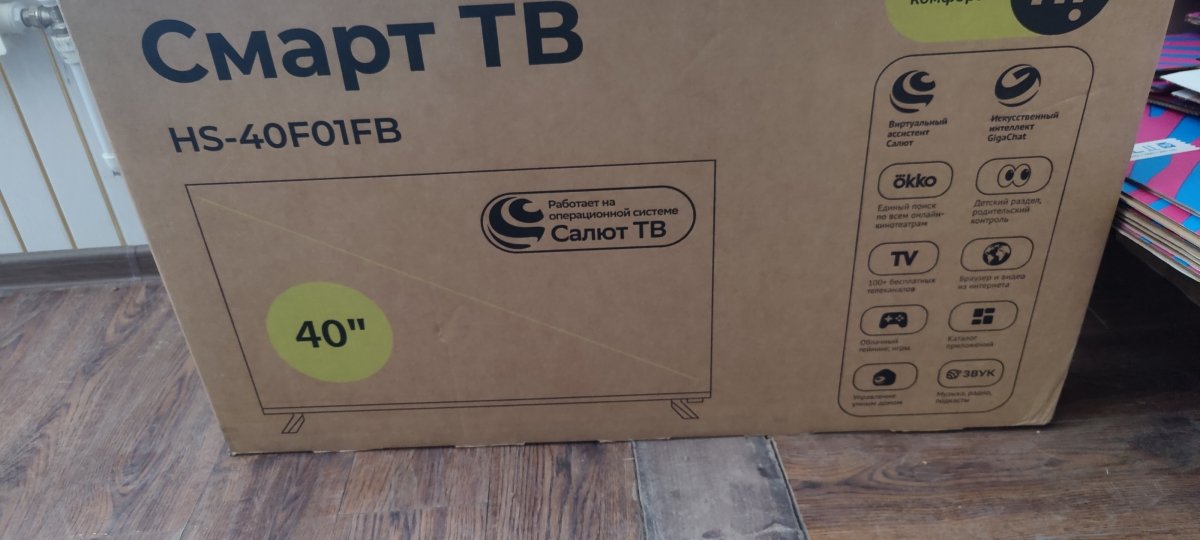 комфорт
Смарт ТВ
HS-40F01FB
Работает на
операционной системе
Салют ТВ
40"
Виртуальный
ассистент
Салют
Искусственный
интеллект
GigaChat
ökko
Единый поиск
по всем онлайн-
кинотеатрам
Детский раздел,
родительский
контроль
TV
100+ бесплатных
телеканалов
Браузер и видео
из интернета
Облачный
гейминг, игры
Каталог
приложений
Управление
умным домом
ЗВУК
Музыка, радио,
подкасты